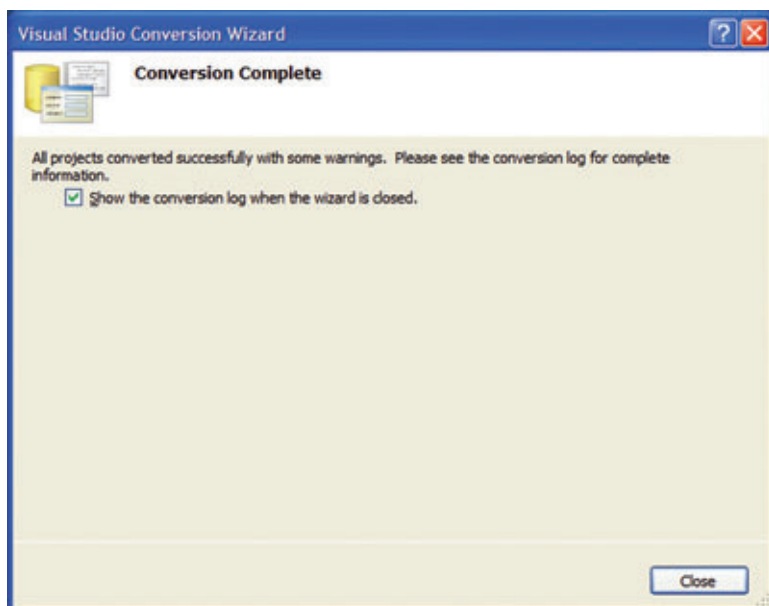 Visual Studio Conversion Wizard
?
Conversion Complete
All projects converted successfully with some warnings. Please see the conversion log for complete
information.
Show the conversion log when the wizard is closed.
Close